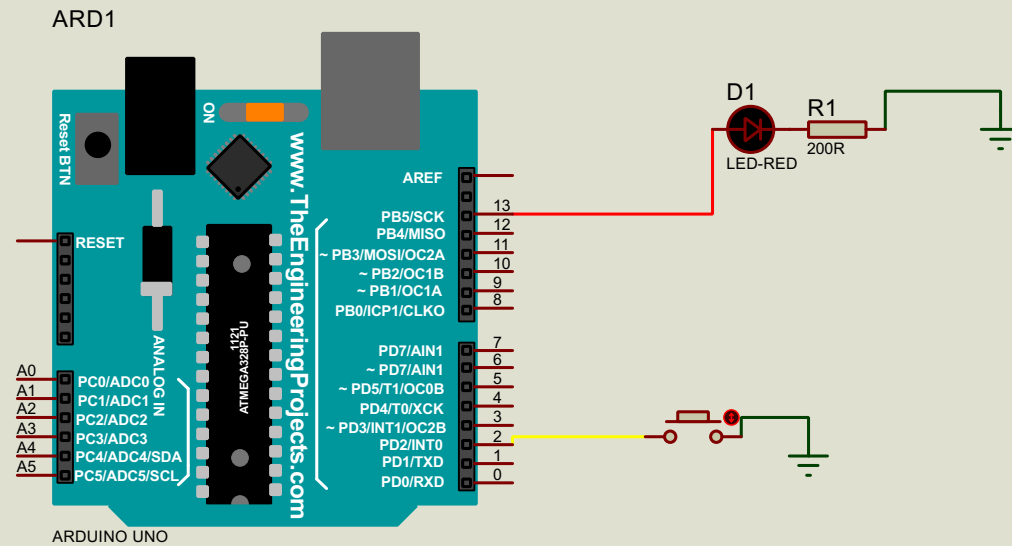 ARD1
ON
Reset BTN
www.TheEngineeringProjects.com
D1
R1
LED-RED
200R
AREF
PB5/SCK 13
PB4/MISO 12
~ PB3/MOSI/OC2A 11
~ PB2/OC1B 10
~ PB1/OC1A 9
PB0/ICP1/CLKO 8
RESET
ANALOG IN
1121
ATMEGA328P-PU
PD7/AIN1 7
~ PD7/AIN1 6
~ PD5/T1/OC0B 5
PD4/T0/XCK 4
~ PD3/INT1/OC2B 3
PD2/INT0 2
PD1/TXD 1
PD0/RXD 0
A0 PC0/ADC0
A1 PC1/ADC1
A2 PC2/ADC2
A3 PC3/ADC3
A4 PC4/ADC4/SDA
A5 PC5/ADC5/SCL
ARDUINO UNO